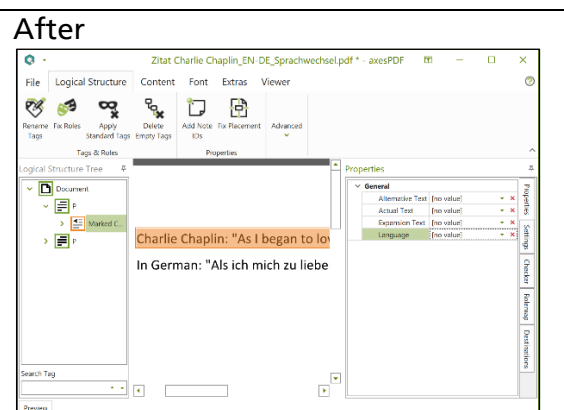 After
Zitat Charlie Chaplin_EN-DE_Sprachwechsel.pdf * - axesPDF
File Logical Structure Content Font Extras Viewer
Rename Tags Fix Roles Apply Standard Tags Delete Empty Tags Add Note IDs Fix Placement Advanced
Tags & Roles Properties
Logical Structure Tree
Document
P
Marked C...
P
Search Tag
Charlie Chaplin: "As I began to lov
In German: "Als ich mich zu liebe
Properties
General
Alternative Text [no value]
Actual Text [no value]
Expansion Text [no value]
Language [no value]
Properties
Settings
Checker
Rolemap
Destinations
Preview